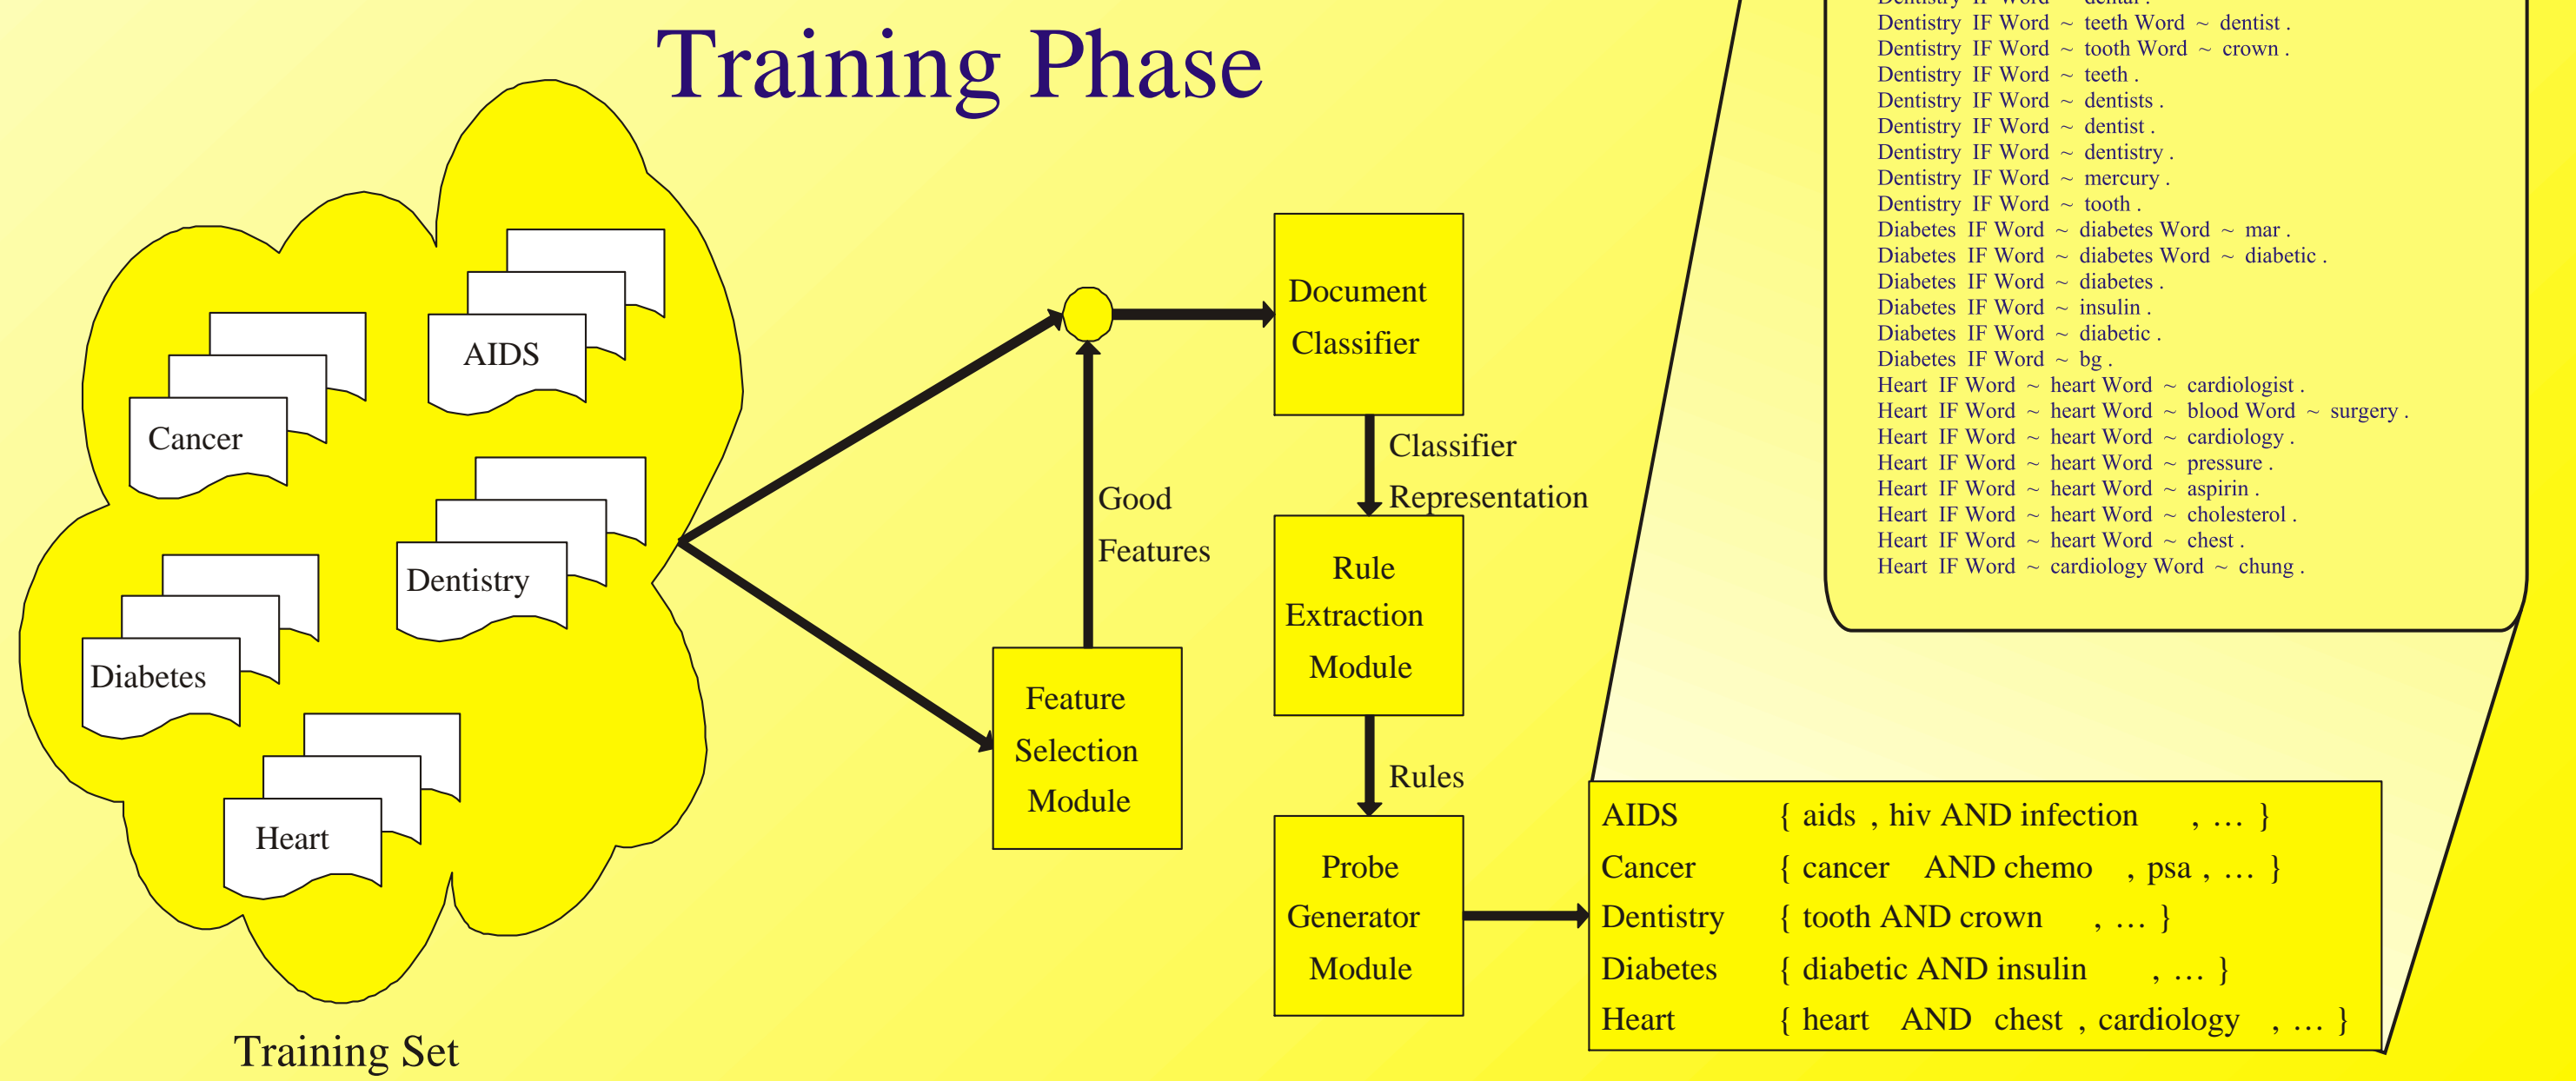 Training Phase
Cancer
AIDS
Dentistry
Diabetes
Heart
Training Set
Good
Features
Feature
Selection
Module
Document
Classifier
Classifier
Representation
Rule
Extraction
Module
Rules
Probe
Generator
Module
Dentistry IF Word ~ dental .
Dentistry IF Word ~ teeth Word ~ dentist .
Dentistry IF Word ~ tooth Word ~ crown .
Dentistry IF Word ~ teeth .
Dentistry IF Word ~ dentists .
Dentistry IF Word ~ dentist .
Dentistry IF Word ~ dentistry .
Dentistry IF Word ~ mercury .
Dentistry IF Word ~ tooth .
Diabetes IF Word ~ diabetes Word ~ mar .
Diabetes IF Word ~ diabetes Word ~ diabetic .
Diabetes IF Word ~ diabetes .
Diabetes IF Word ~ insulin .
Diabetes IF Word ~ diabetic .
Diabetes IF Word ~ bg .
Heart IF Word ~ heart Word ~ cardiologist .
Heart IF Word ~ heart Word ~ blood Word ~ surgery .
Heart IF Word ~ heart Word ~ cardiology .
Heart IF Word ~ heart Word ~ pressure .
Heart IF Word ~ heart Word ~ aspirin .
Heart IF Word ~ heart Word ~ cholesterol .
Heart IF Word ~ heart Word ~ chest .
Heart IF Word ~ cardiology Word ~ chung .
AIDS { aids , hiv AND infection , … }
Cancer { cancer AND chemo , psa , … }
Dentistry { tooth AND crown , … }
Diabetes { diabetic AND insulin , … }
Heart { heart AND chest , cardiology , … }